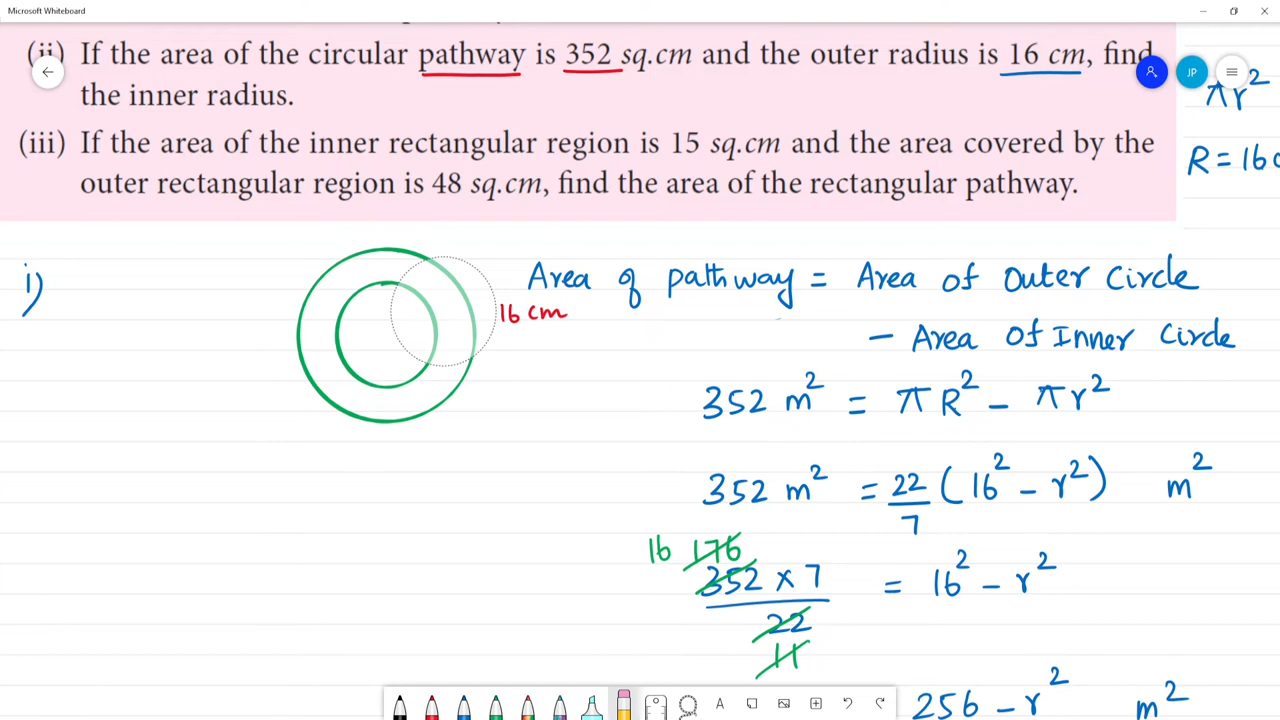 Microsoft Whiteboard
(ii) If the area of the circular pathway is 352 sq.cm and the outer radius is 16 cm, find
the inner radius.
(iii) If the area of the inner rectangular region is 15 sq.cm and the area covered by the
outer rectangular region is 48 sq.cm, find the area of the rectangular pathway.
JP
πr²
R = 16c
i)
16 cm
Area of pathway = Area of Outer Circle
− Area of Inner Circle
352 m² = πR² − πr²
352 m² = 22/7 (16² − r²) m²
16 176
352 × 7 = 16² − r²
22
11
256 − r² m²
A